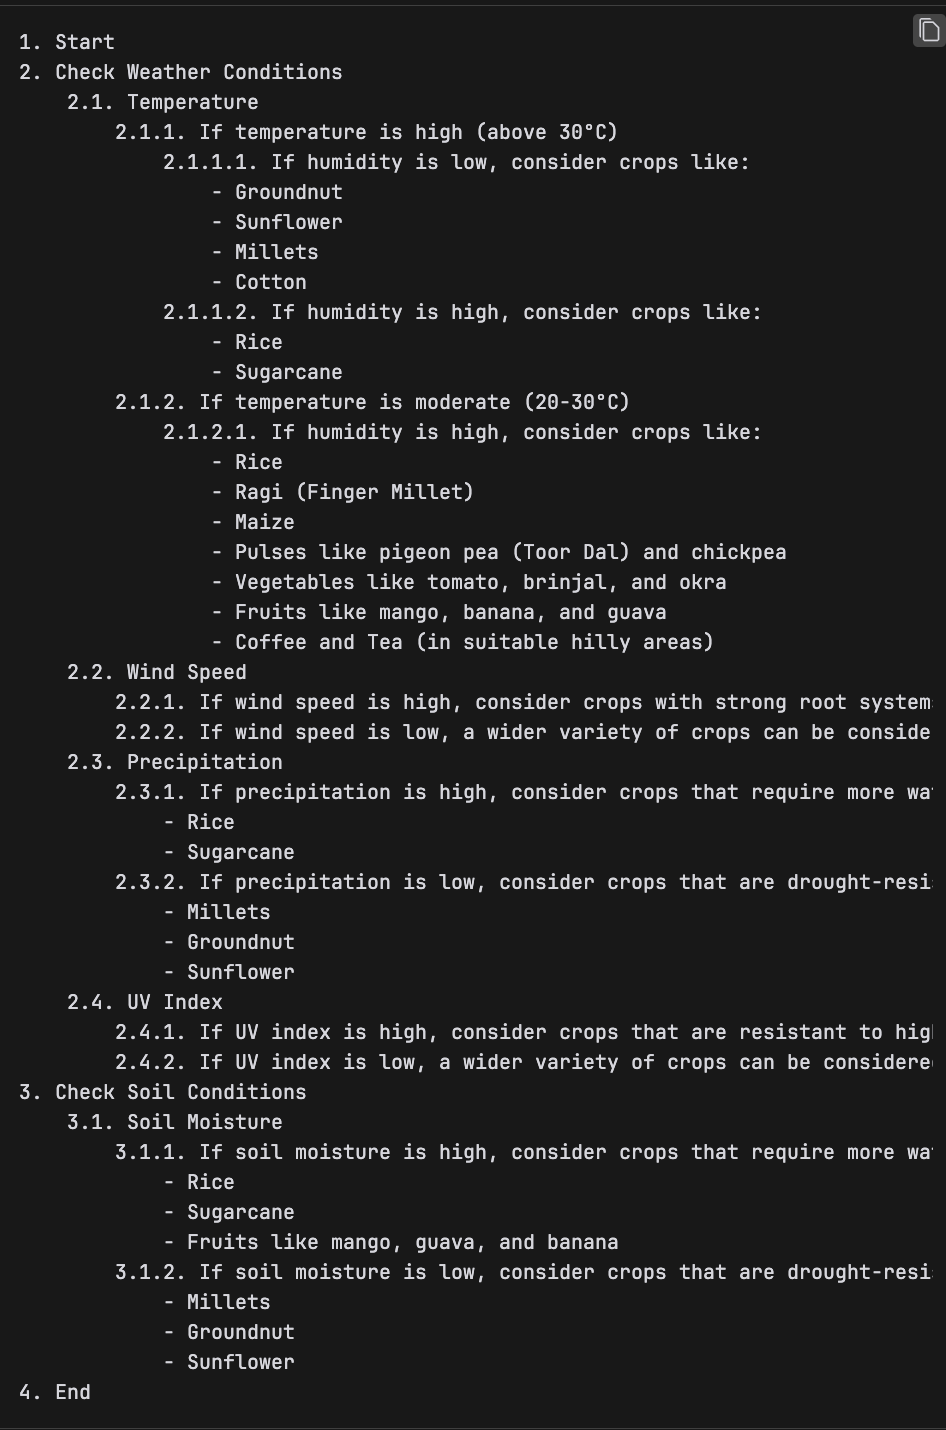 1. Start
2. Check Weather Conditions
2.1. Temperature
2.1.1. If temperature is high (above 30°C)
2.1.1.1. If humidity is low, consider crops like:
- Groundnut
- Sunflower
- Millets
- Cotton
2.1.1.2. If humidity is high, consider crops like:
- Rice
- Sugarcane
2.1.2. If temperature is moderate (20-30°C)
2.1.2.1. If humidity is high, consider crops like:
- Rice
- Ragi (Finger Millet)
- Maize
- Pulses like pigeon pea (Toor Dal) and chickpea
- Vegetables like tomato, brinjal, and okra
- Fruits like mango, banana, and guava
- Coffee and Tea (in suitable hilly areas)
2.2. Wind Speed
2.2.1. If wind speed is high, consider crops with strong root system
2.2.2. If wind speed is low, a wider variety of crops can be conside
2.3. Precipitation
2.3.1. If precipitation is high, consider crops that require more wa
- Rice
- Sugarcane
2.3.2. If precipitation is low, consider crops that are drought-resi
- Millets
- Groundnut
- Sunflower
2.4. UV Index
2.4.1. If UV index is high, consider crops that are resistant to hig
2.4.2. If UV index is low, a wider variety of crops can be considere
3. Check Soil Conditions
3.1. Soil Moisture
3.1.1. If soil moisture is high, consider crops that require more wa
- Rice
- Sugarcane
- Fruits like mango, guava, and banana
3.1.2. If soil moisture is low, consider crops that are drought-resi
- Millets
- Groundnut
- Sunflower
4. End